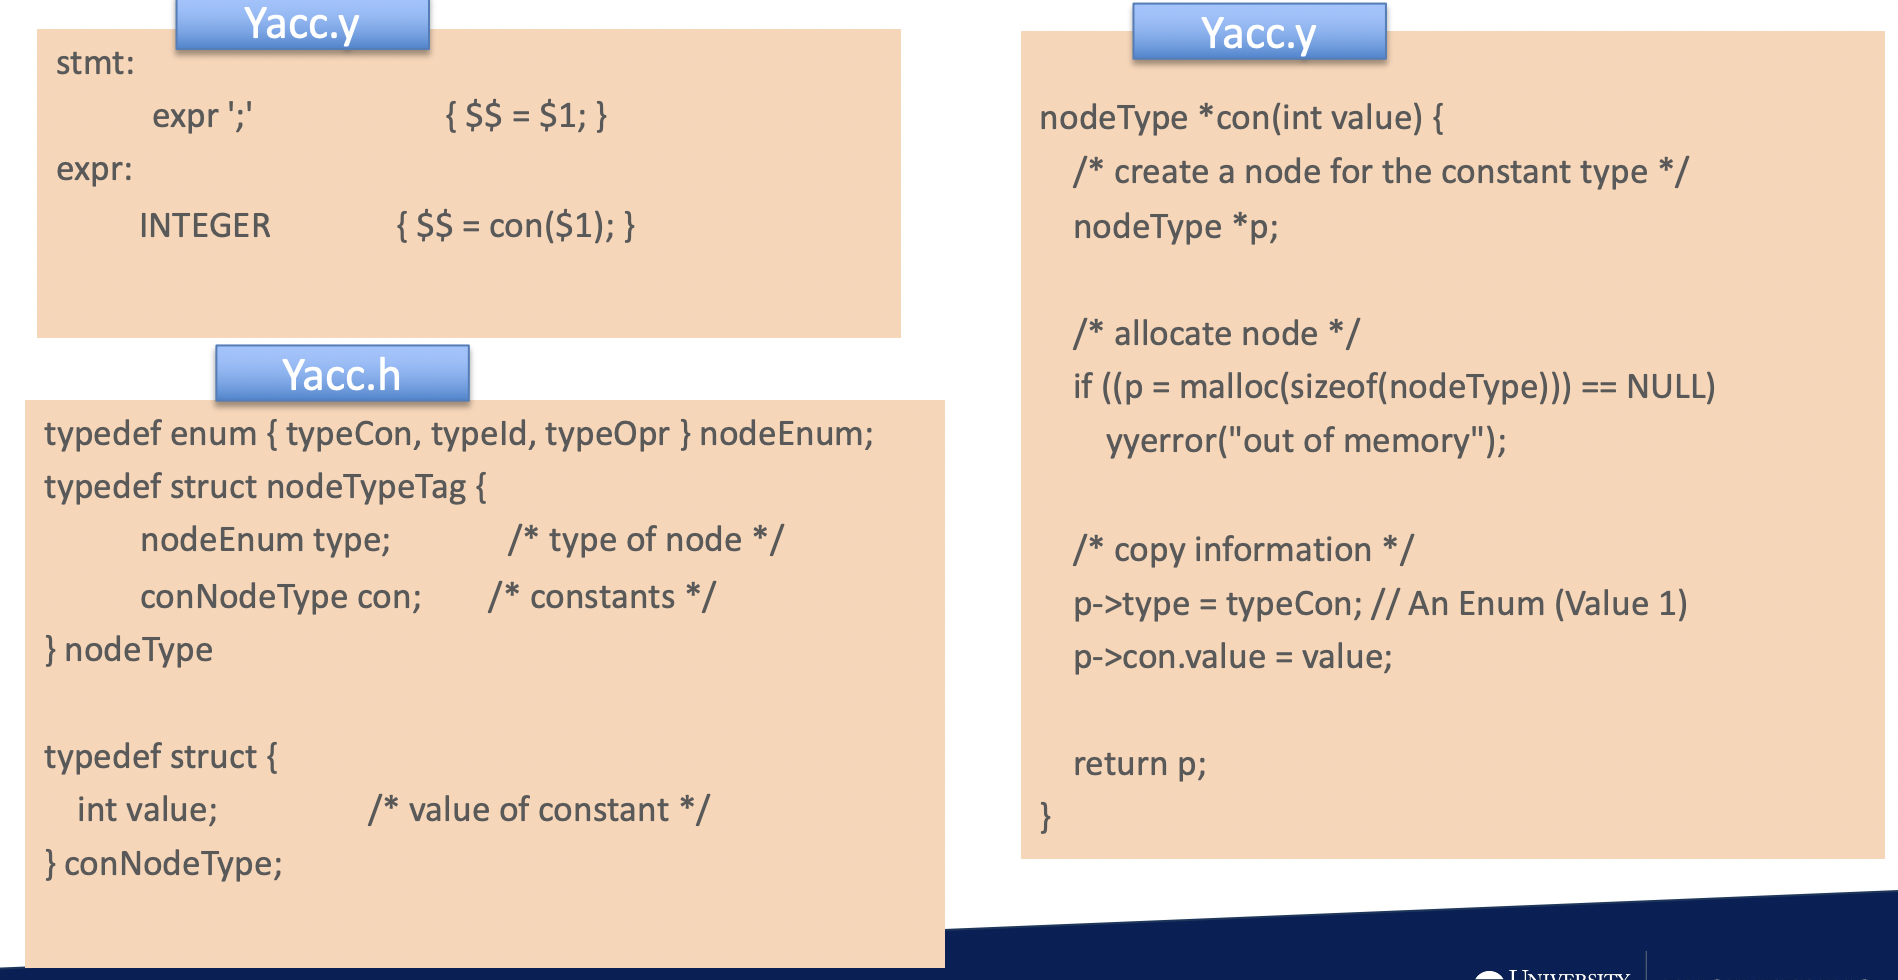 Yacc.y
stmt:
expr ';' { $$ = $1; }
expr:
INTEGER { $$ = con($1); }
Yacc.h
typedef enum { typeCon, typeId, typeOpr } nodeEnum;
typedef struct nodeTypeTag {
nodeEnum type; /* type of node */
conNodeType con; /* constants */
} nodeType
typedef struct {
int value; /* value of constant */
} conNodeType;
Yacc.y
nodeType *con(int value) {
/* create a node for the constant type */
nodeType *p;
/* allocate node */
if ((p = malloc(sizeof(nodeType))) == NULL)
yyerror("out of memory");
/* copy information */
p->type = typeCon; // An Enum (Value 1)
p->con.value = value;
return p;
}
UNIVERSITY